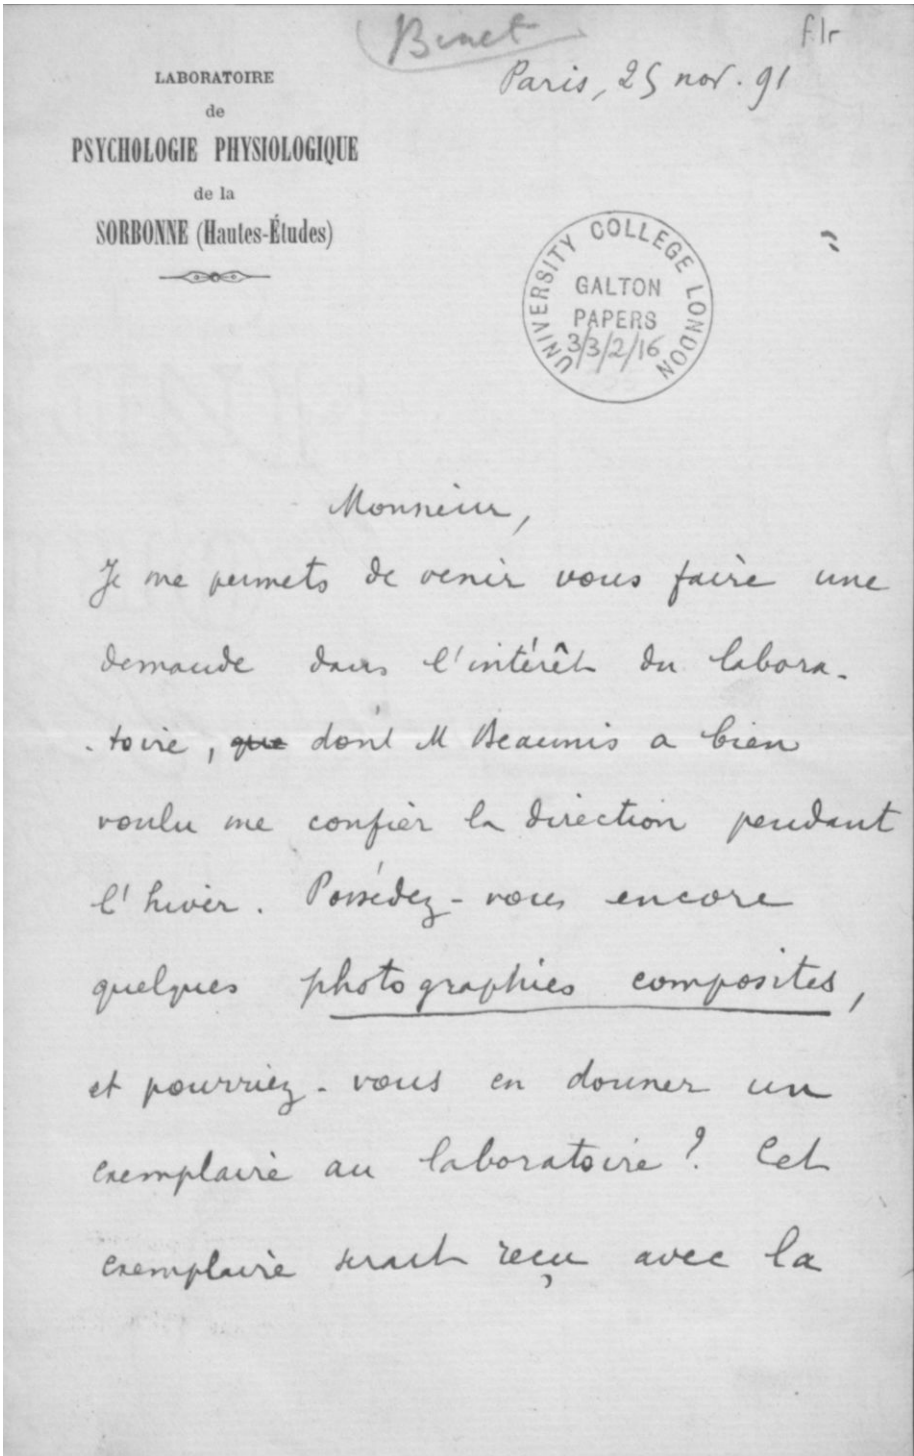 Binet
f1r
LABORATOIRE
de
PSYCHOLOGIE PHYSIOLOGIQUE
de la
SORBONNE (Hautes-Études)
Paris, 25 nov. 91
UNIVERSITY COLLEGE LONDON
GALTON
PAPERS
3/3/2/16
Monsieur,
Je me permets de venir vous faire une
demande dans l'intérêt du labora-
-toire, que dont M Beaunis a bien
voulu me confier la direction pendant
l'hiver. Possédez-vous encore
quelques photographies composites,
et pourriez-vous en donner un
exemplaire au laboratoire? Cet
exemplaire serait reçu avec la